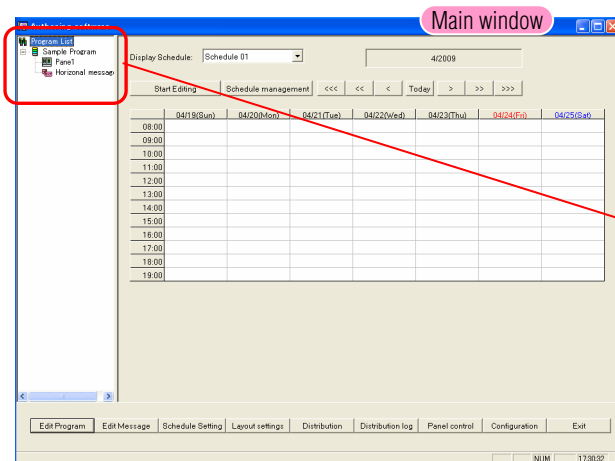 Main window
Authoring software
Program List
Sample Program
Pane1
Horizonal messag
Display Schedule: Schedule 01
4/2009
Start Editing Schedule management <<< << < Today > >> >>>
04/19(Sun) 04/20(Mon) 04/21(Tue) 04/22(Wed) 04/23(Thu) 04/24(Fri) 04/25(Sat)
08:00
09:00
10:00
11:00
12:00
13:00
14:00
15:00
16:00
17:00
18:00
19:00
Edit Program Edit Message Schedule Setting Layout settings Distribution Distribution log Panel control Configuration Exit
NUM 17:30:32